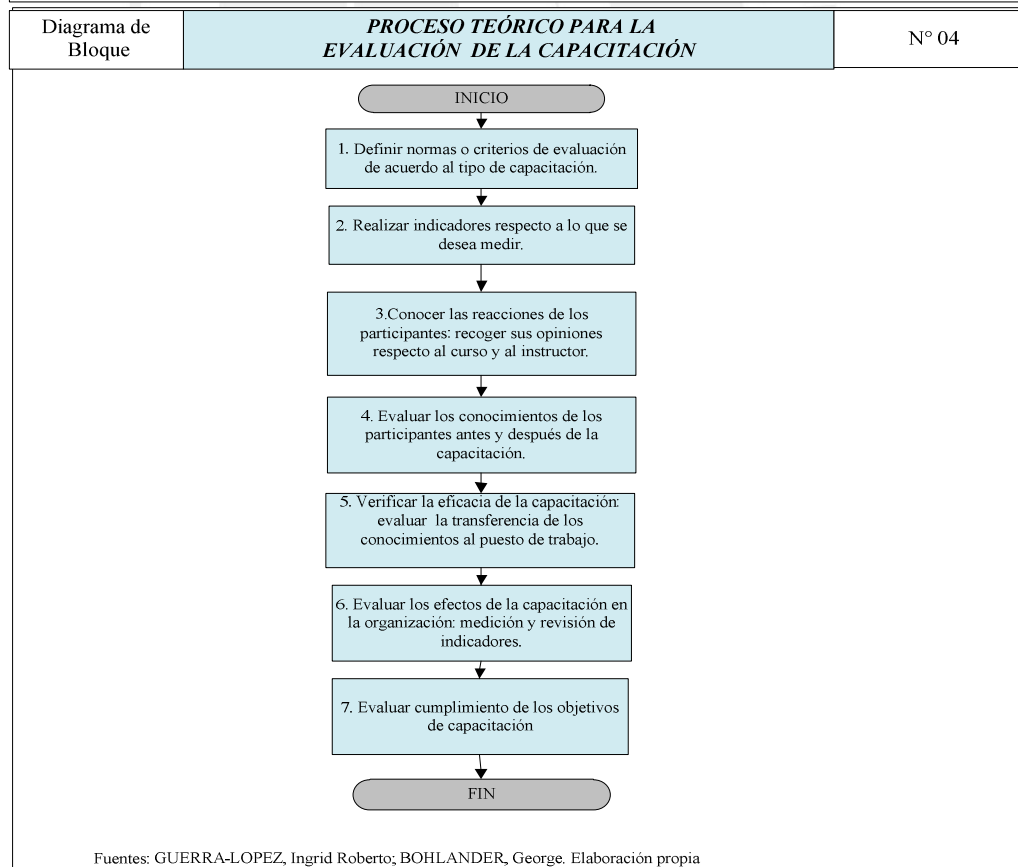 Diagrama de
Bloque
PROCESO TEÓRICO PARA LA
EVALUACIÓN DE LA CAPACITACIÓN
N° 04
INICIO
1. Definir normas o criterios de evaluación
de acuerdo al tipo de capacitación.
2. Realizar indicadores respecto a lo que se
desea medir.
3.Conocer las reacciones de los
participantes: recoger sus opiniones
respecto al curso y al instructor.
4. Evaluar los conocimientos de los
participantes antes y después de la
capacitación.
5. Verificar la eficacia de la capacitación:
evaluar la transferencia de los
conocimientos al puesto de trabajo.
6. Evaluar los efectos de la capacitación en
la organización: medición y revisión de
indicadores.
7. Evaluar cumplimiento de los objetivos
de capacitación
FIN
Fuentes: GUERRA-LOPEZ, Ingrid Roberto; BOHLANDER, George. Elaboración propia